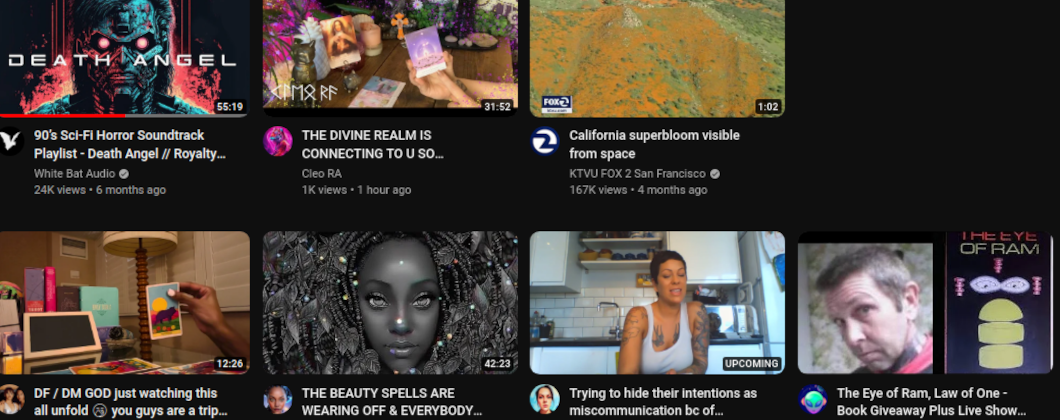 DEATH ANGEL
55:19
CLEO RA
31:52
FOX 2
1:02
90's Sci-Fi Horror Soundtrack
Playlist - Death Angel // Royalty...
White Bat Audio
24K views • 6 months ago
THE DIVINE REALM IS
CONNECTING TO U SO...
Cleo RA
1K views • 1 hour ago
California superbloom visible
from space
KTVU FOX 2 San Francisco
167K views • 4 months ago
12:26
42:23
UPCOMING
THE EYE
OF RAM
DF / DM GOD just watching this
all unfold 🤣 you guys are a trip...
THE BEAUTY SPELLS ARE
WEARING OFF & EVERYBODY...
Trying to hide their intentions as
miscommunication bc of...
The Eye of Ram, Law of One -
Book Giveaway Plus Live Show...